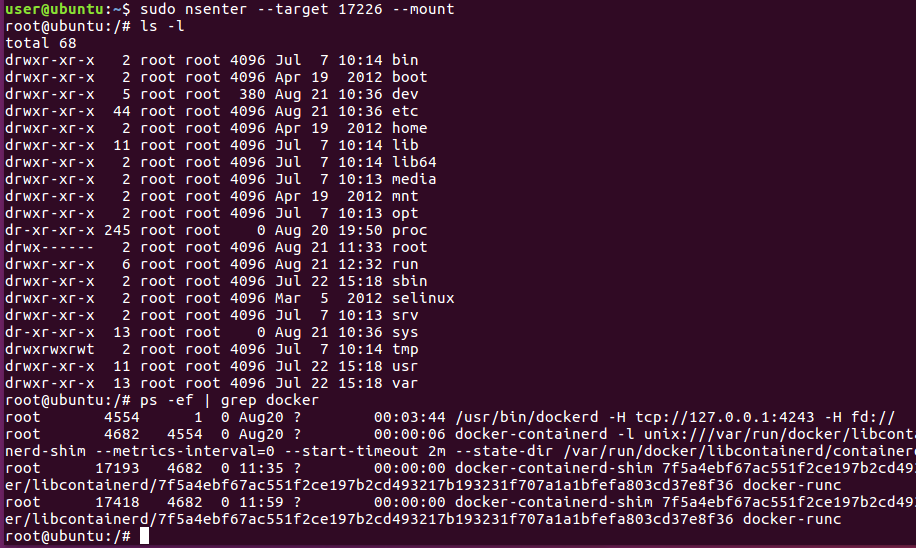 user@ubuntu:~$ sudo nsenter --target 17226 --mount
root@ubuntu:/# ls -l
total 68
drwxr-xr-x   2 root root 4096 Jul  7 10:14 bin
drwxr-xr-x   2 root root 4096 Apr 19  2012 boot
drwxr-xr-x   5 root root  380 Aug 21 10:36 dev
drwxr-xr-x  44 root root 4096 Aug 21 10:36 etc
drwxr-xr-x   2 root root 4096 Apr 19  2012 home
drwxr-xr-x  11 root root 4096 Jul  7 10:14 lib
drwxr-xr-x   2 root root 4096 Jul  7 10:14 lib64
drwxr-xr-x   2 root root 4096 Jul  7 10:13 media
drwxr-xr-x   2 root root 4096 Apr 19  2012 mnt
drwxr-xr-x   2 root root 4096 Jul  7 10:13 opt
dr-xr-xr-x 245 root root    0 Aug 20 19:50 proc
drwx------   2 root root 4096 Aug 21 11:33 root
drwxr-xr-x   6 root root 4096 Aug 21 12:32 run
drwxr-xr-x   2 root root 4096 Jul 22 15:18 sbin
drwxr-xr-x   2 root root 4096 Mar  5  2012 selinux
drwxr-xr-x   2 root root 4096 Jul  7 10:13 srv
dr-xr-xr-x  13 root root    0 Aug 21 10:36 sys
drwxrwxrwt   2 root root 4096 Jul  7 10:14 tmp
drwxr-xr-x  11 root root 4096 Jul 22 15:18 usr
drwxr-xr-x  13 root root 4096 Jul 22 15:18 var
root@ubuntu:/# ps -ef | grep docker
root       4554      1  0 Aug20 ?        00:03:44 /usr/bin/dockerd -H tcp://127.0.0.1:4243 -H fd://
root       4682   4554  0 Aug20 ?        00:00:06 docker-containerd -l unix:///var/run/docker/libcont
nerd-shim --metrics-interval=0 --start-timeout 2m --state-dir /var/run/docker/libcontainerd/container
root      17193   4682  0 11:35 ?        00:00:00 docker-containerd-shim 7f5a4ebf67ac551f2ce197b2cd493
er/libcontainerd/7f5a4ebf67ac551f2ce197b2cd493217b193231f707a1a1bfefa803cd37e8f36 docker-runc
root      17418   4682  0 11:59 ?        00:00:00 docker-containerd-shim 7f5a4ebf67ac551f2ce197b2cd493
er/libcontainerd/7f5a4ebf67ac551f2ce197b2cd493217b193231f707a1a1bfefa803cd37e8f36 docker-runc
root@ubuntu:/#